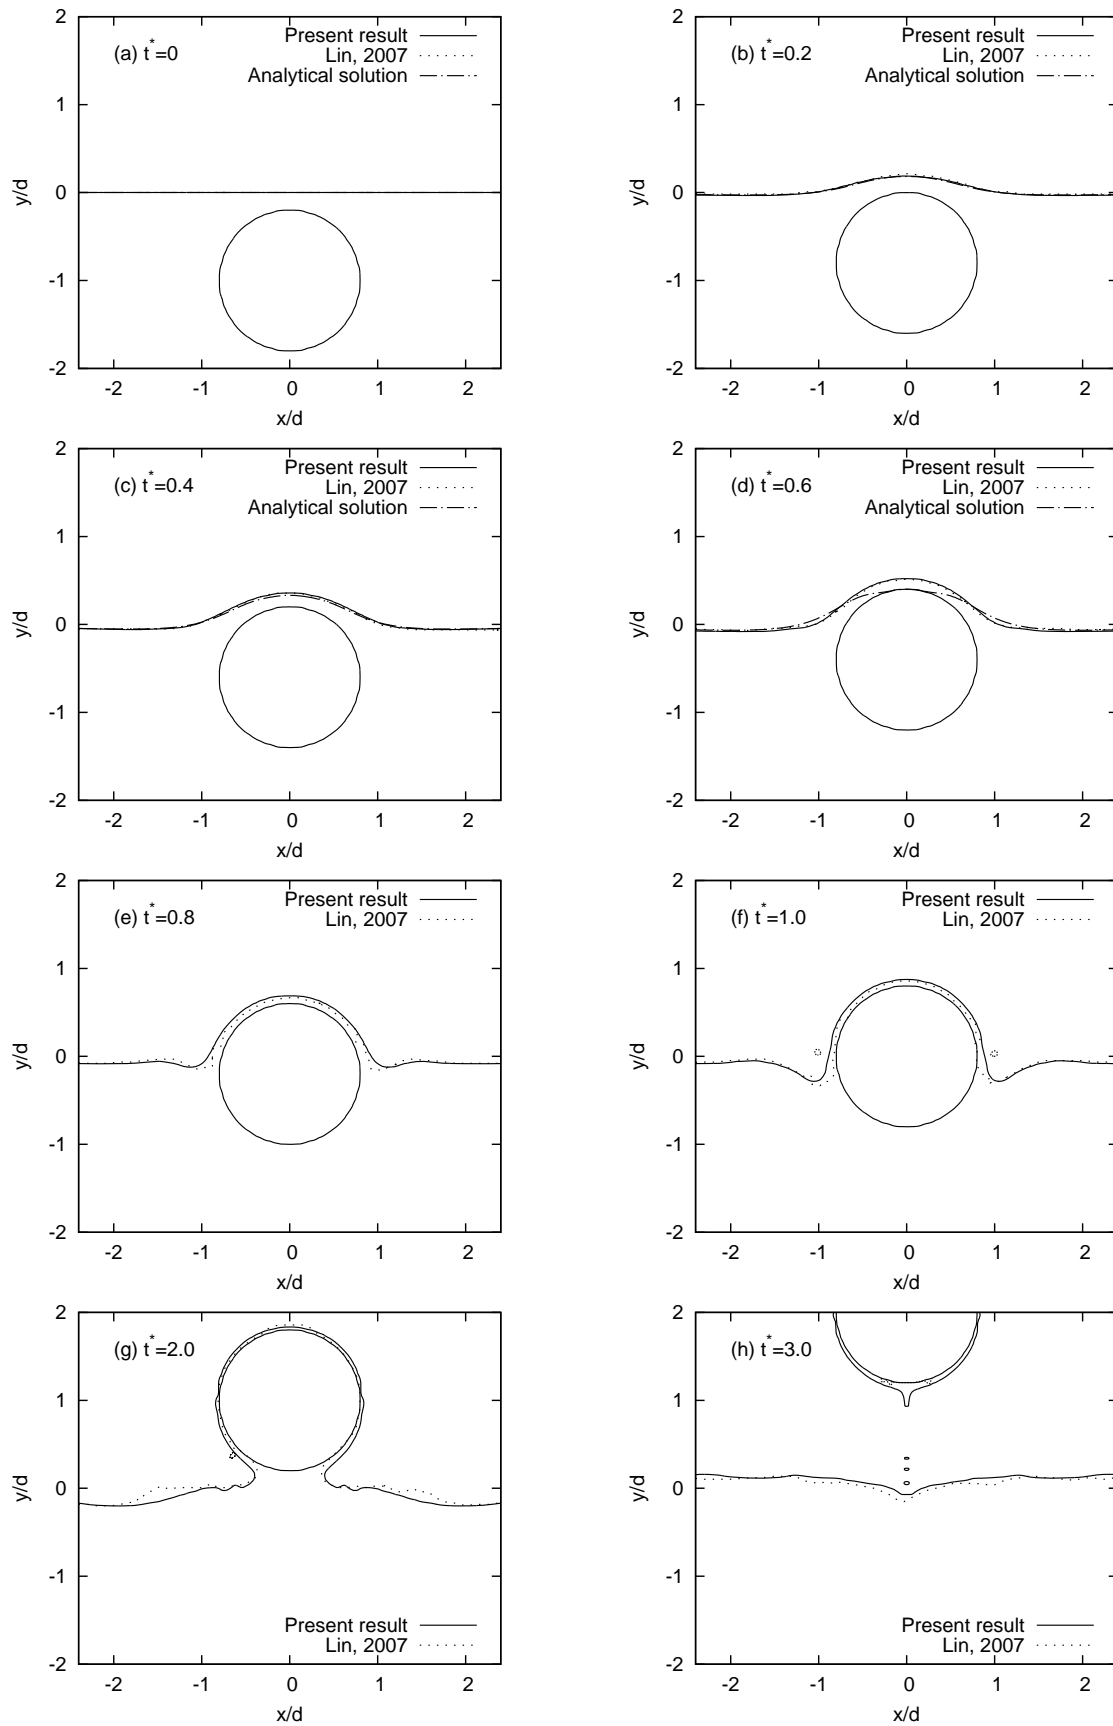 (a) t*=0
Present result
Lin, 2007
Analytical solution
2
1
0
-1
-2
y/d
-2 -1 0 1 2
x/d
(b) t*=0.2
Present result
Lin, 2007
Analytical solution
2
1
0
-1
-2
y/d
-2 -1 0 1 2
x/d
(c) t*=0.4
Present result
Lin, 2007
Analytical solution
2
1
0
-1
-2
y/d
-2 -1 0 1 2
x/d
(d) t*=0.6
Present result
Lin, 2007
Analytical solution
2
1
0
-1
-2
y/d
-2 -1 0 1 2
x/d
(e) t*=0.8
Present result
Lin, 2007
2
1
0
-1
-2
y/d
-2 -1 0 1 2
x/d
(f) t*=1.0
Present result
Lin, 2007
2
1
0
-1
-2
y/d
-2 -1 0 1 2
x/d
(g) t*=2.0
2
1
0
-1
-2
y/d
Present result
Lin, 2007
-2 -1 0 1 2
x/d
(h) t*=3.0
2
1
0
-1
-2
y/d
Present result
Lin, 2007
-2 -1 0 1 2
x/d